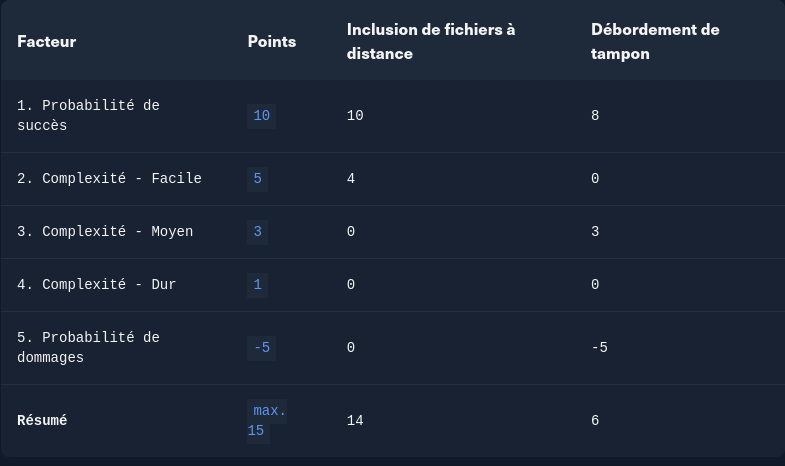 Facteur Points Inclusion de fichiers à distance Débordement de tampon
1. Probabilité de succès 10 10 8
2. Complexité - Facile 5 4 0
3. Complexité - Moyen 3 0 3
4. Complexité - Dur 1 0 0
5. Probabilité de dommages -5 0 -5
Résumé max. 15 14 6